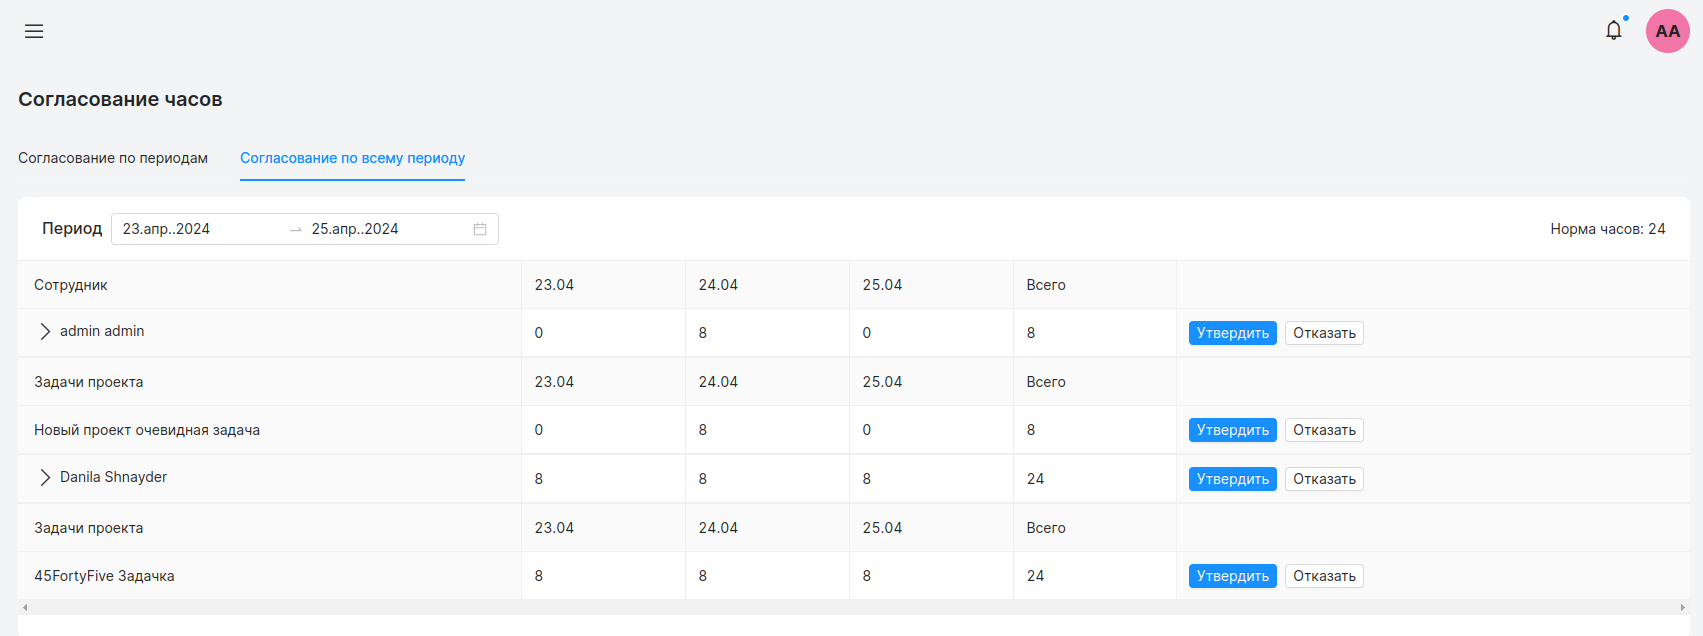 AA
Согласование часов
Согласование по периодам Согласование по всему периоду
Период 23.апр..2024 25.апр..2024 Норма часов: 24
Сотрудник 23.04 24.04 25.04 Всего
admin admin 0 8 0 8 Утвердить Отказать
Задачи проекта 23.04 24.04 25.04 Всего
Новый проект очевидная задача 0 8 0 8 Утвердить Отказать
Danila Shnayder 8 8 8 24 Утвердить Отказать
Задачи проекта 23.04 24.04 25.04 Всего
45FortyFive Задачка 8 8 8 24 Утвердить Отказать